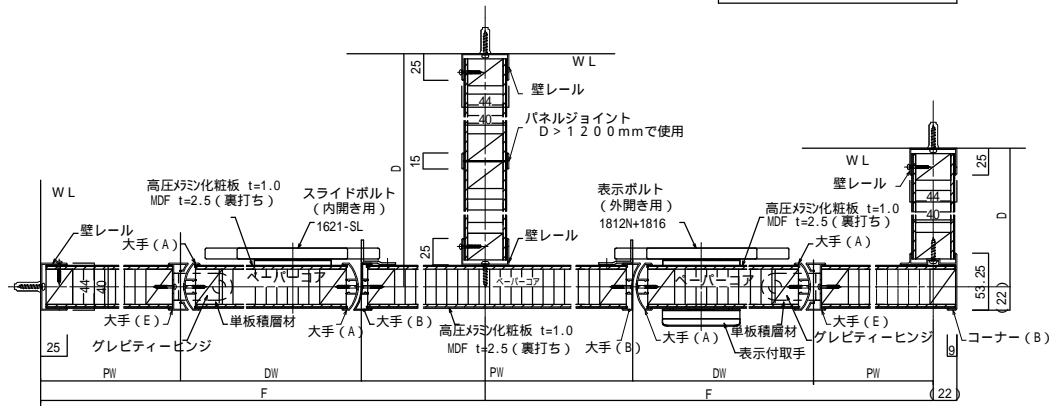 25
W L
W L
壁レール
44
40
パネルジョイント
D > 1 2 0 0 mmで使用
D
15
W L
25
壁レール
44
40
D
W L
高圧メラミン化粧板 t=1.0
MDF t=2.5 ( 裏打ち )
スライドボルト
( 内開き用 )
1621-SL
表示ボルト
( 外開き用 )
1812N+1816
高圧メラミン化粧板 t=1.0
MDF t=2.5 ( 裏打ち )
壁レール
大手 ( A )
25
壁レール
大手 ( A )
44
40
ペーパーコア
ペーパーコア
ペーパーコア
53.25
( 22 )
大手 ( E )
単板積層材
大手 ( A )
大手 ( B )
高圧メラミン化粧板 t=1.0
MDF t=2.5 ( 裏打ち )
大手 ( B )
大手 ( A )
単板積層材
大手 ( E )
25
グレビティーヒンジ
表示付取手
グレビティーヒンジ
9
コーナー ( B )
PW
DW
PW
DW
PW
F
F
( 22 )